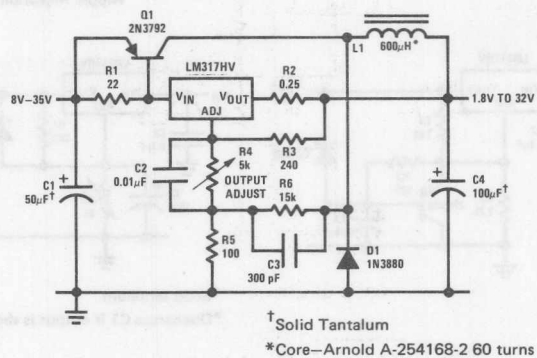 Q1
2N3792
L1
600μH*
LM317HV
R1
22
VIN
VOUT
ADJ
R2
0.25
8V–35V
1.8V TO 32V
R3
240
R4
5k
OUTPUT
ADJUST
C2
0.01μF
R6
15k
+
C1
50μF†
+
C4
100μF†
R5
100
C3
300 pF
D1
1N3880
†Solid Tantalum
*Core—Arnold A-254168-2 60 turns